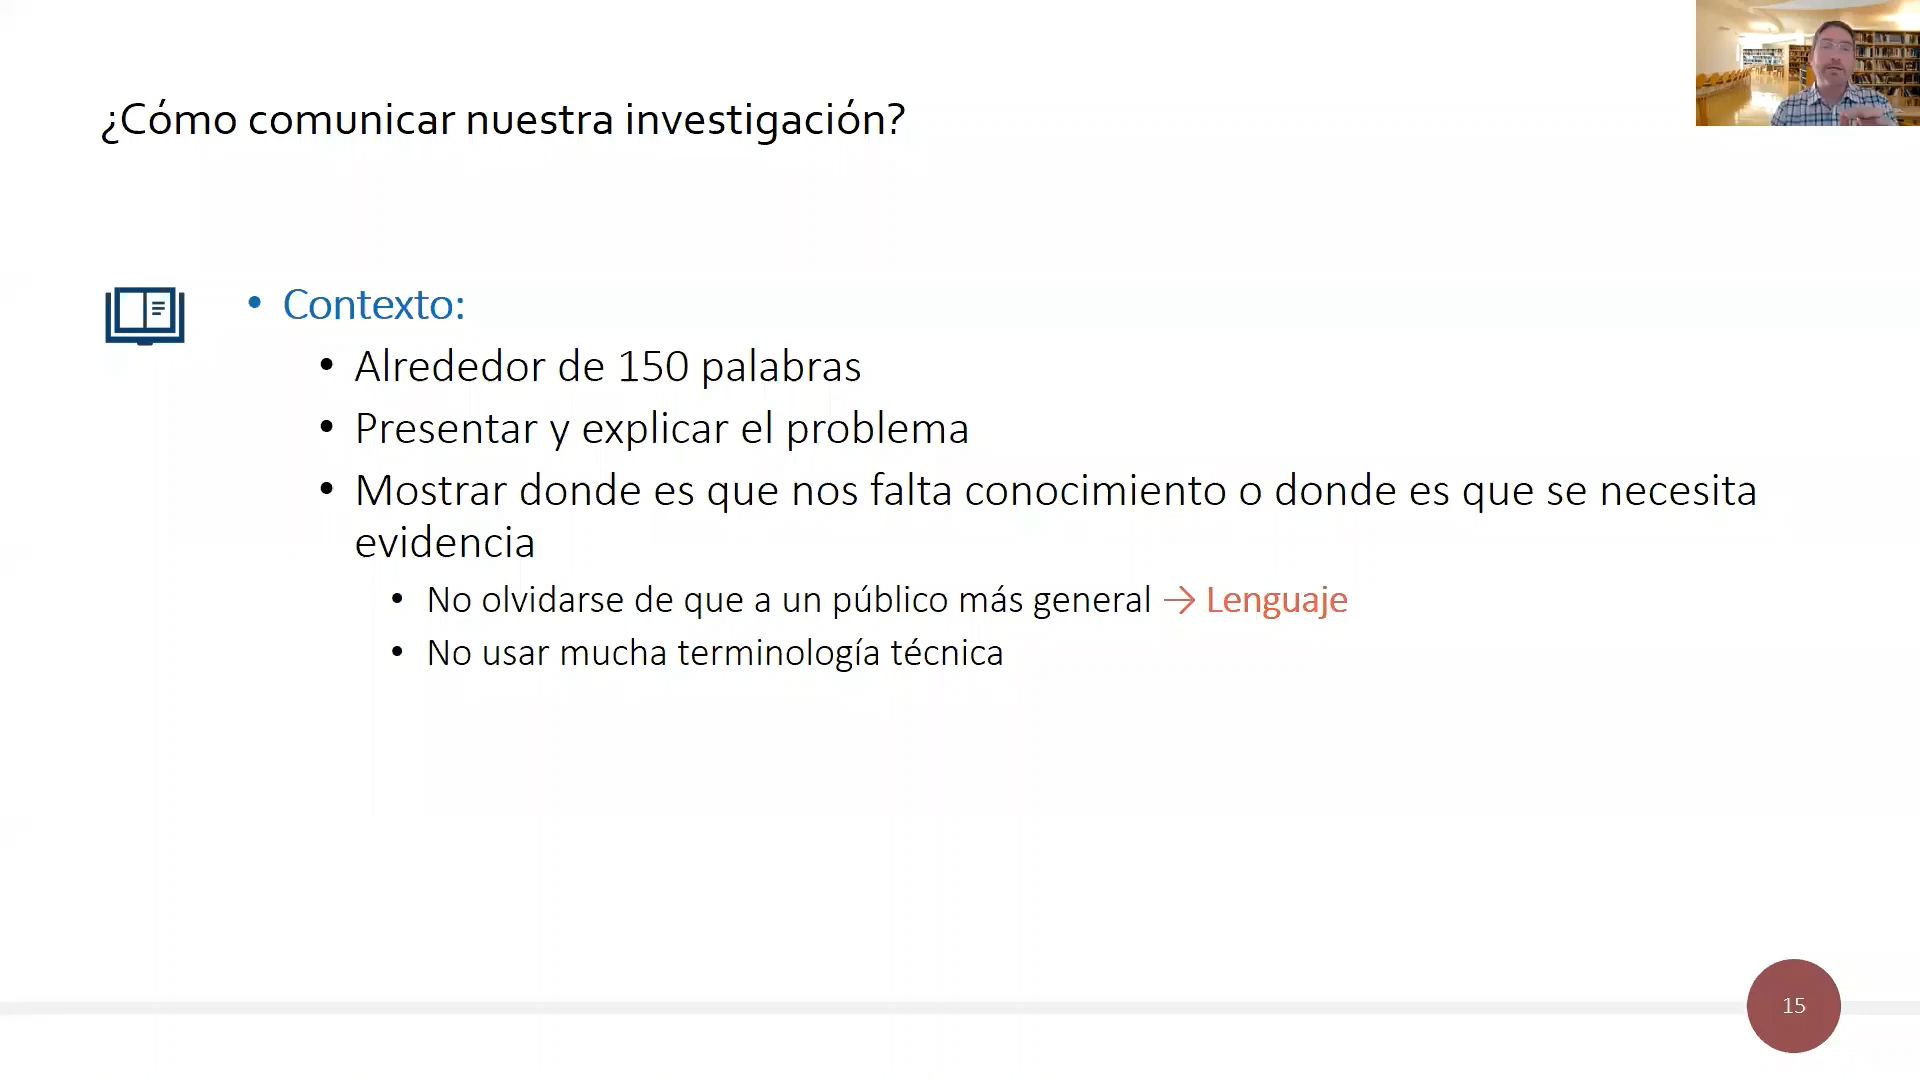 ¿Cómo comunicar nuestra investigación?
• Contexto:
• Alrededor de 150 palabras
• Presentar y explicar el problema
• Mostrar donde es que nos falta conocimiento o donde es que se necesita
evidencia
• No olvidarse de que a un público más general → Lenguaje
• No usar mucha terminología técnica
15